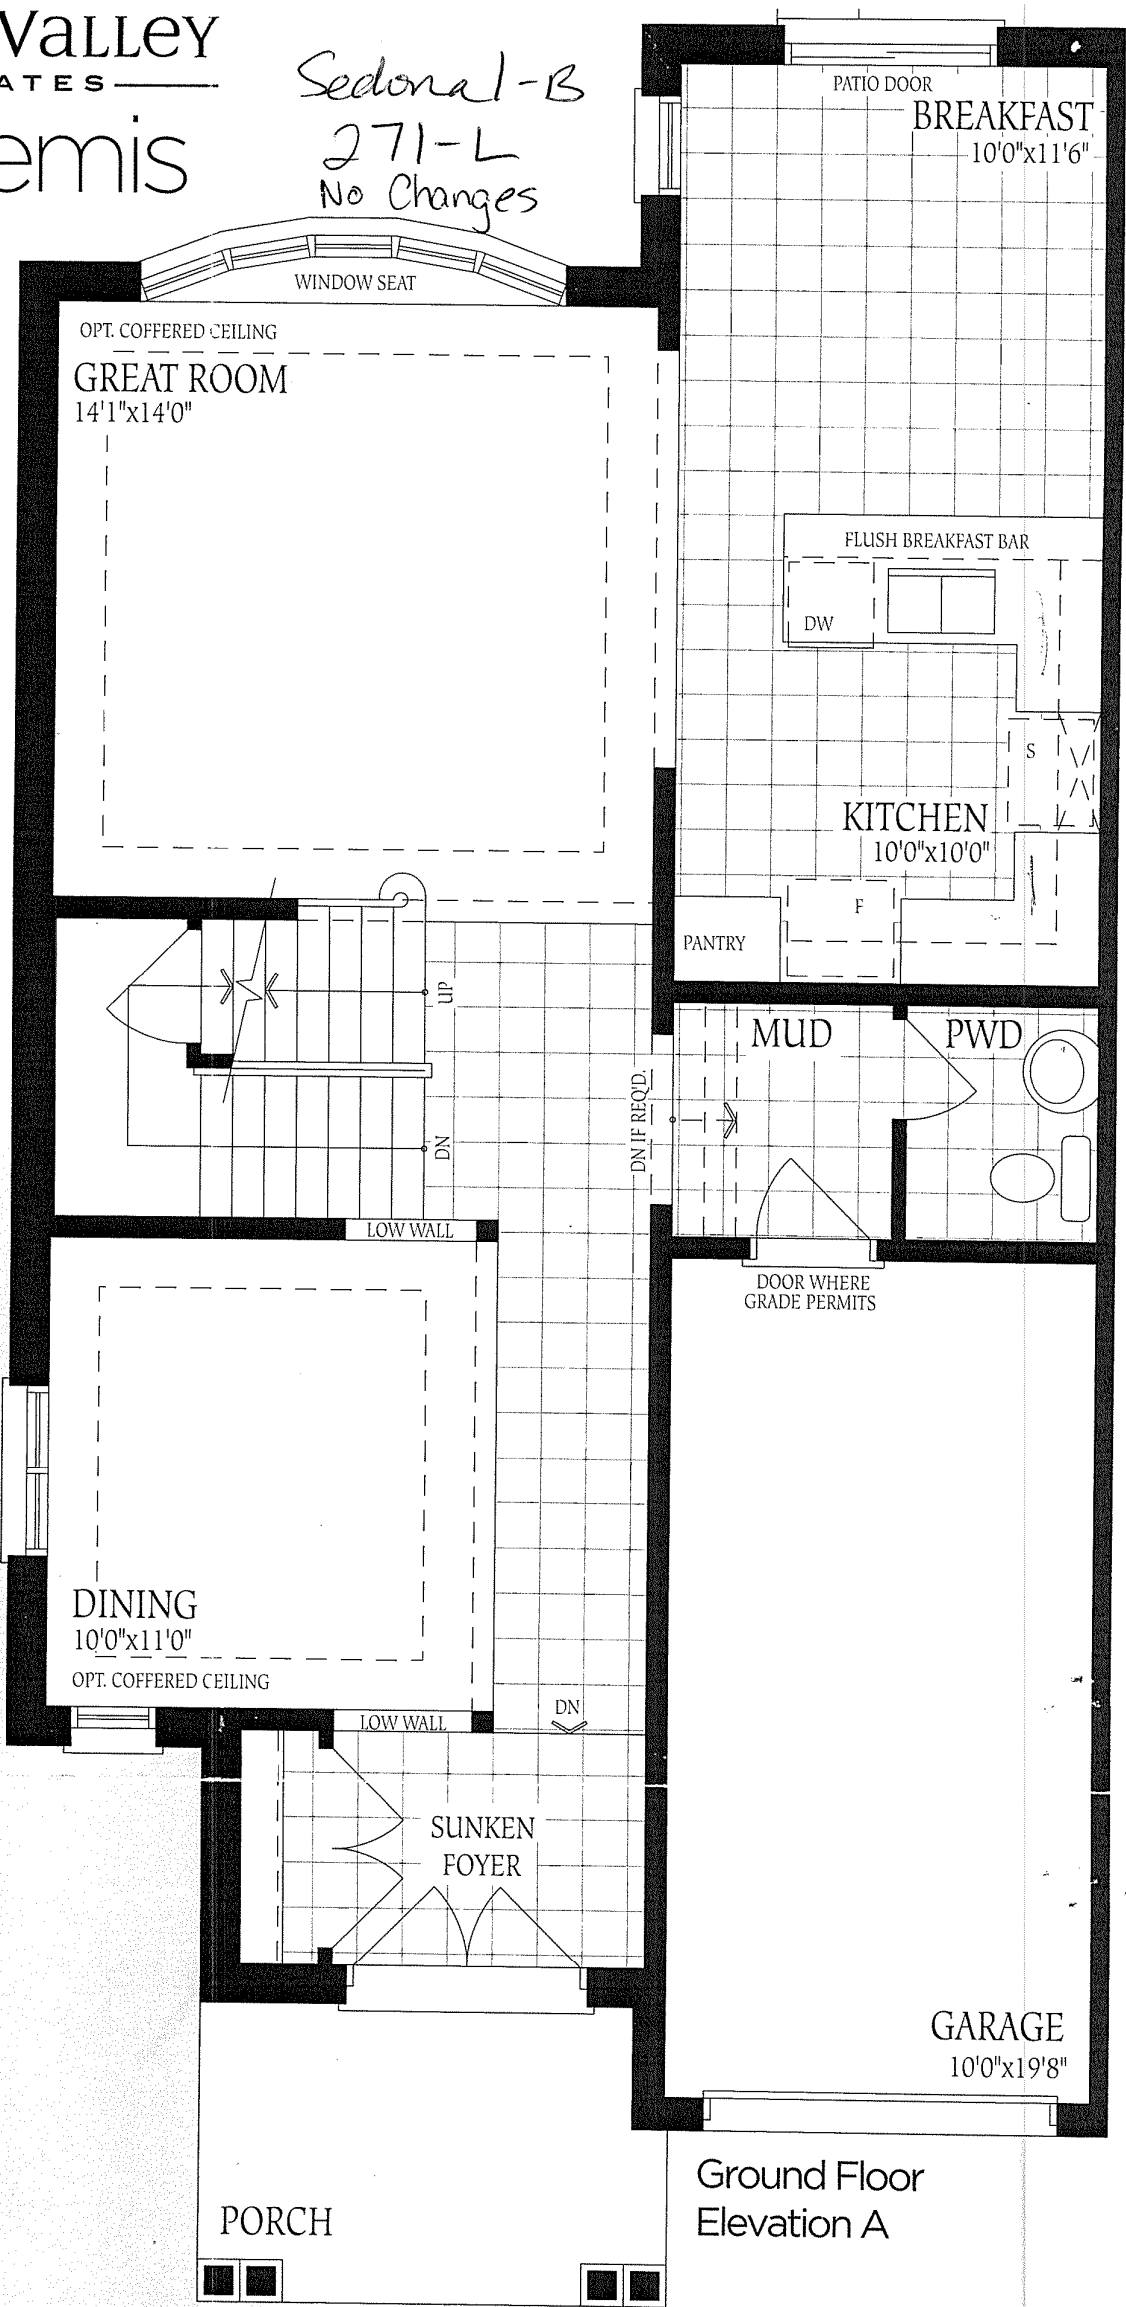 VALLEY
ATES
emis
Sedona 1-B
271-L
No Changes
PATIO DOOR
BREAKFAST
10'0"x11'6"
WINDOW SEAT
OPT. COFFERED CEILING
GREAT ROOM
14'1"x14'0"
FLUSH BREAKFAST BAR
DW
S
KITCHEN
10'0"x10'0"
F
PANTRY
UP
MUD
PWD
DN IF REQ'D.
DN
LOW WALL
DOOR WHERE
GRADE PERMITS
DINING
10'0"x11'0"
OPT. COFFERED CEILING
LOW WALL
DN
SUNKEN
FOYER
GARAGE
10'0"x19'8"
Ground Floor
Elevation A
PORCH